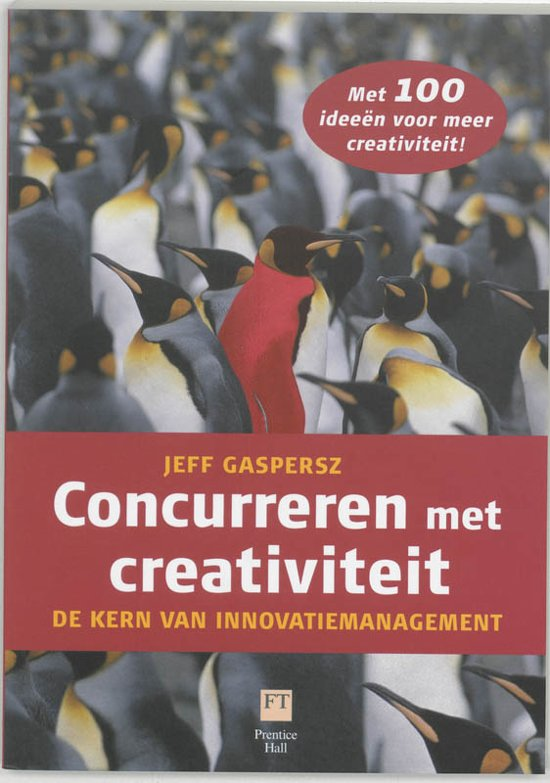 Met 100
ideeën voor meer
creativiteit!
JEFF GASPERSZ
Concurreren met
creativiteit
DE KERN VAN INNOVATIEMANAGEMENT
FT
Prentice
Hall